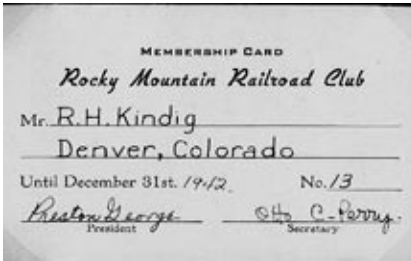 MEMBERSHIP CARD
Rocky Mountain Railroad Club
Mr. R.H. Kindig
Denver, Colorado
Until December 31st. 1942 No. 13
Preston George Otto C. Perry.
President Secretary